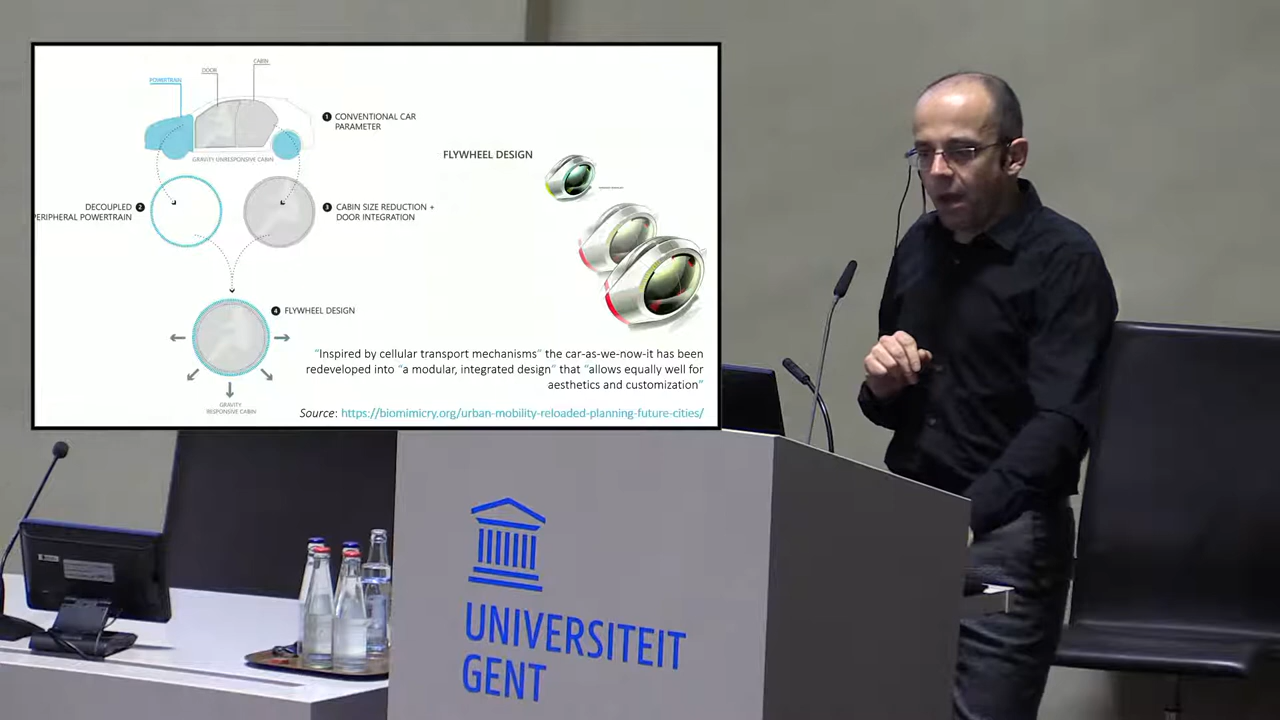 CABIN
DOOR
POWERTRAIN
1 CONVENTIONAL CAR
PARAMETER
GRAVITY UNRESPONSIVE CABIN
FLYWHEEL DESIGN
DECOUPLED 2
PERIPHERAL POWERTRAIN
3 CABIN SIZE REDUCTION +
DOOR INTEGRATION
4 FLYWHEEL DESIGN
"Inspired by cellular transport mechanisms" the car-as-we-now-it has been
redeveloped into "a modular, integrated design" that "allows equally well for
aesthetics and customization"
GRAVITY
RESPONSIVE CABIN
Source: https://biomimicry.org/urban-mobility-reloaded-planning-future-cities/
UNIVERSITEIT
GENT